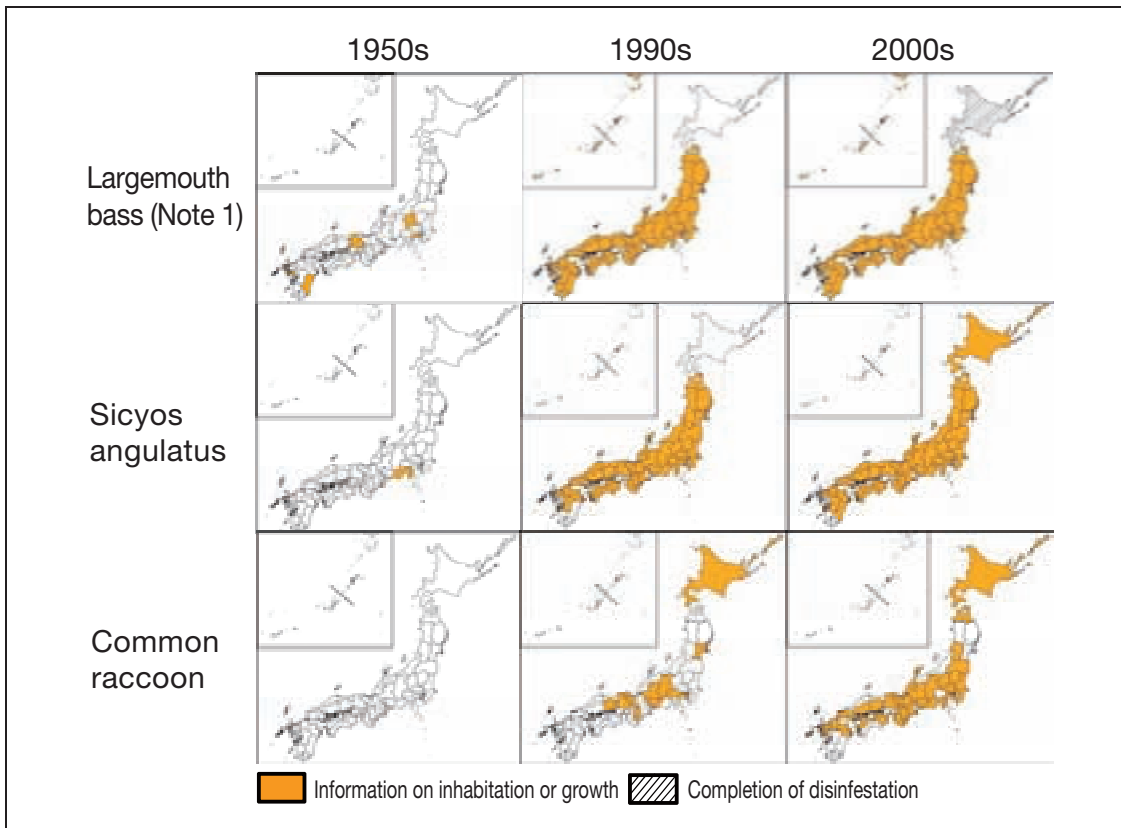 1950s
1990s
2000s
Largemouth
bass (Note 1)
Sicyos
angulatus
Common
raccoon
Information on inhabitation or growth
Completion of disinfestation